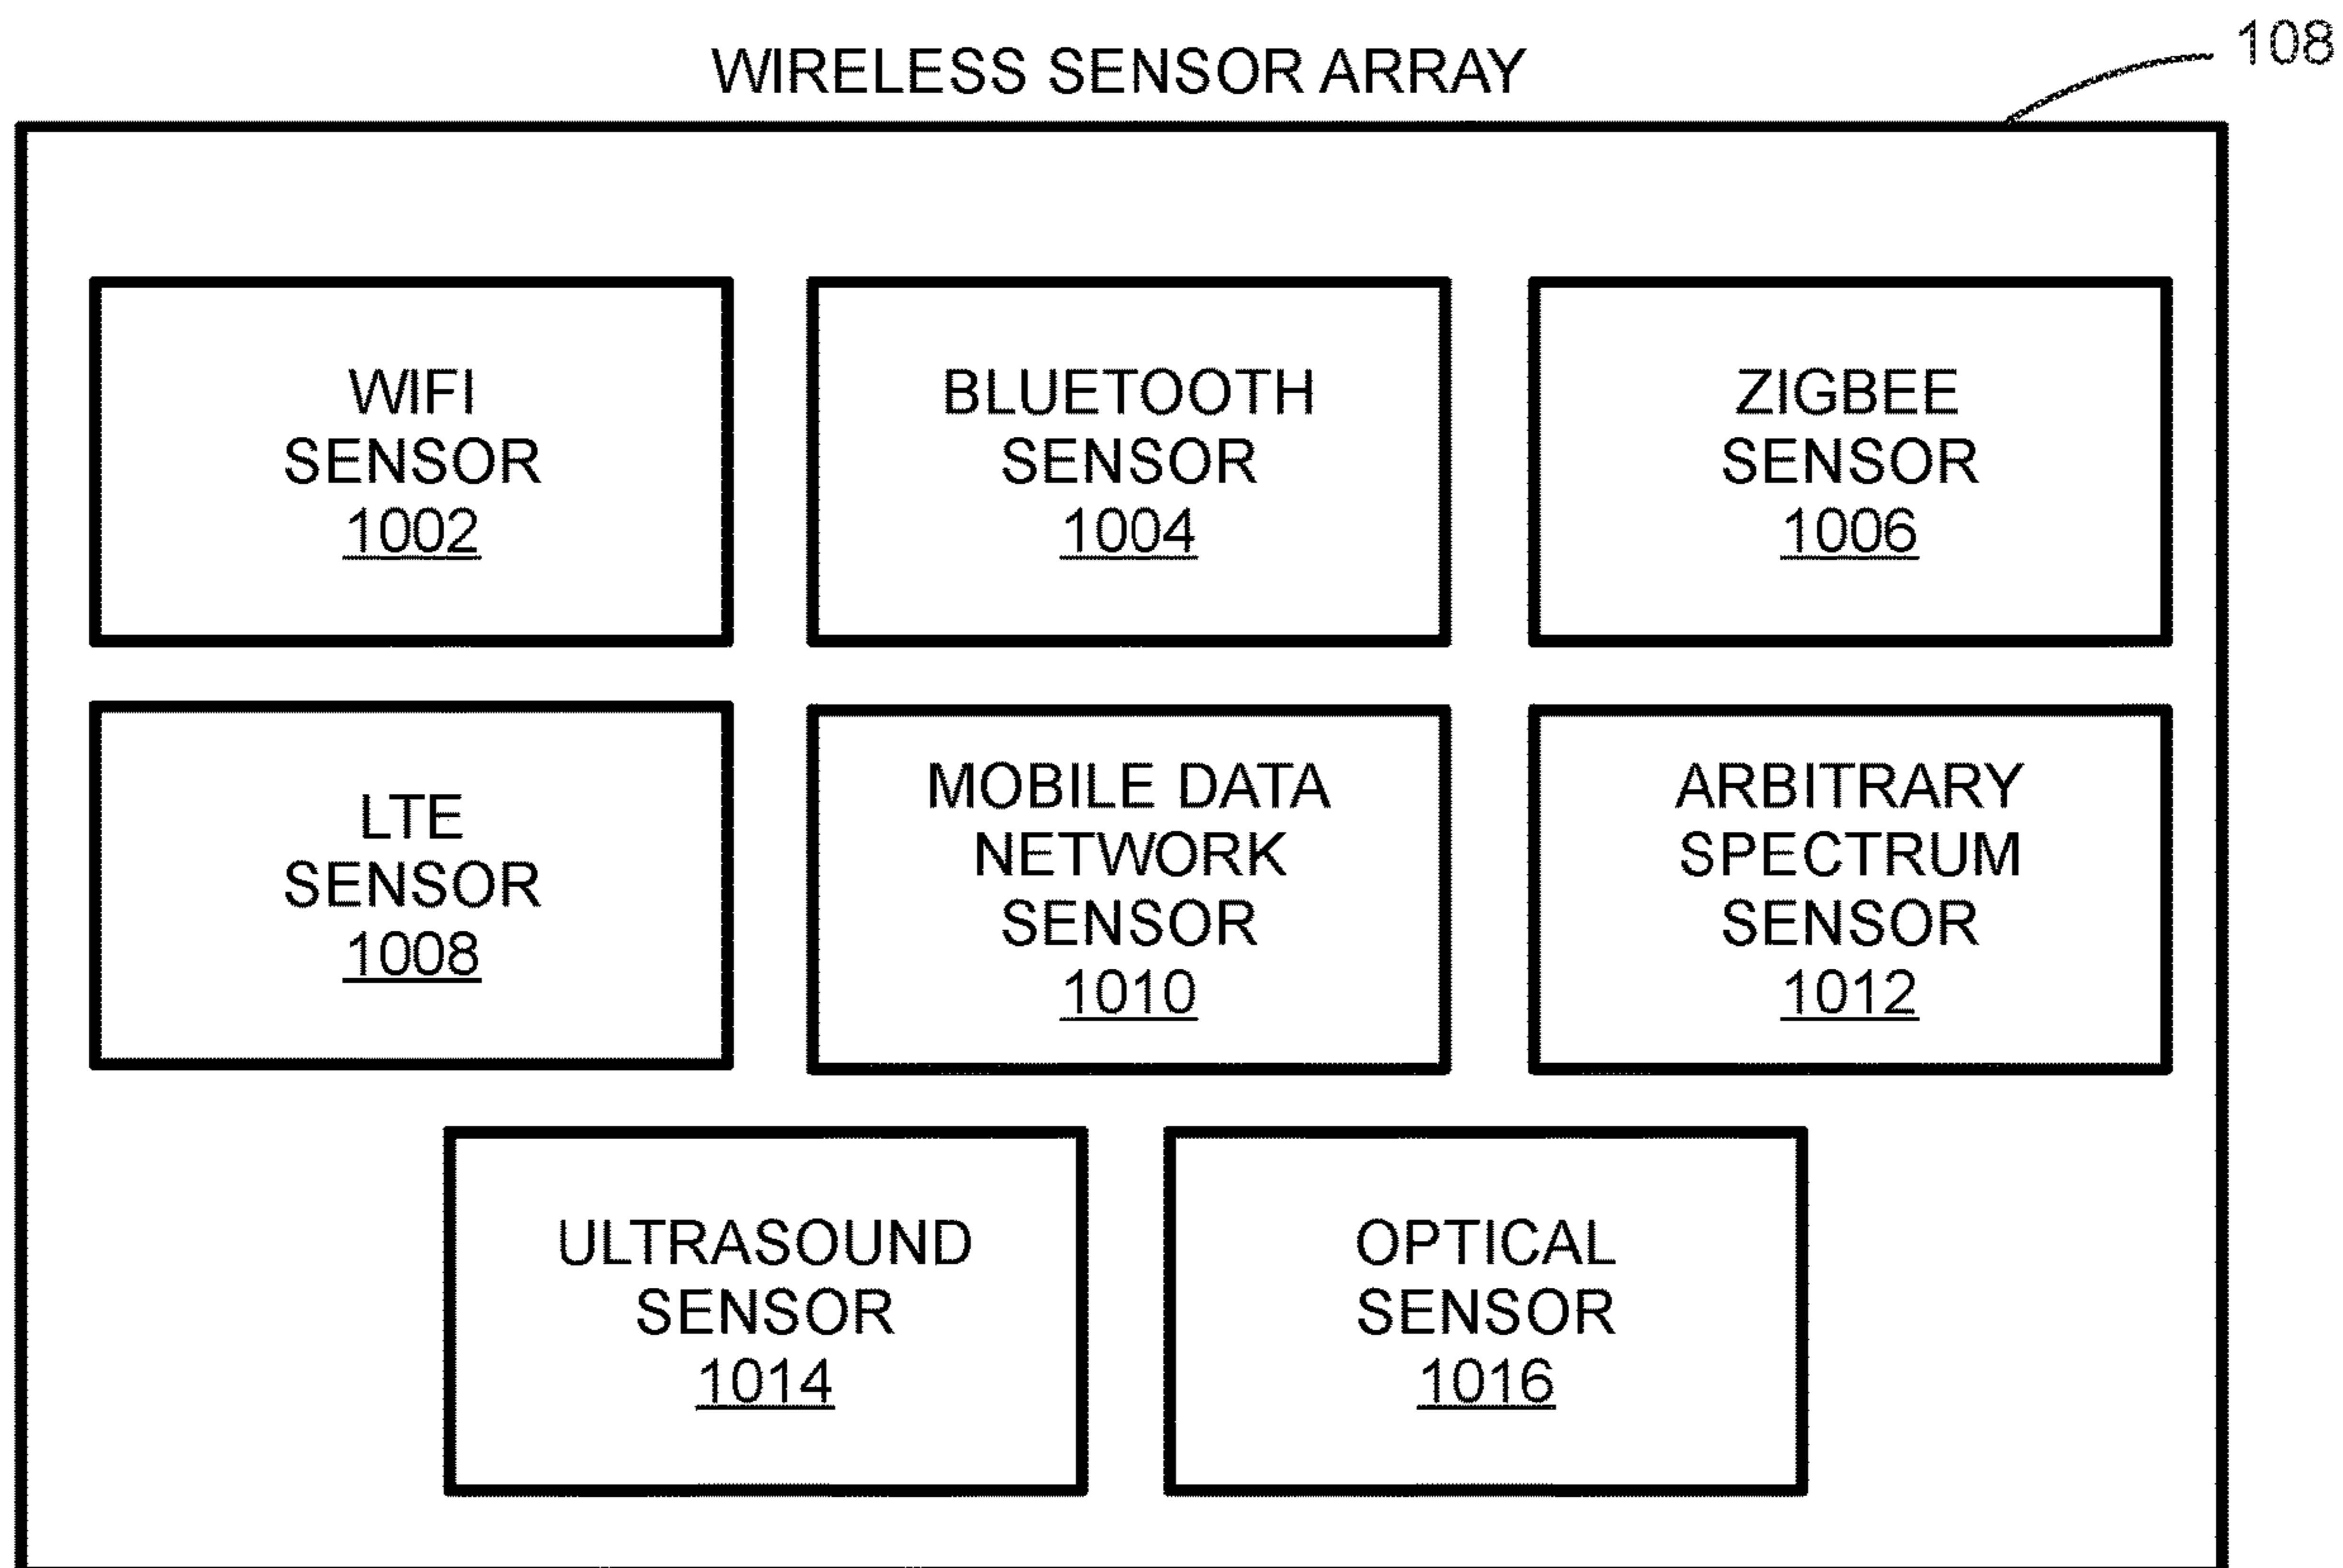 108
WIRELESS SENSOR ARRAY
WIFI
SENSOR
1002
BLUETOOTH
SENSOR
1004
ZIGBEE
SENSOR
1006
LTE
SENSOR
1008
MOBILE DATA
NETWORK
SENSOR
1010
ARBITRARY
SPECTRUM
SENSOR
1012
ULTRASOUND
SENSOR
1014
OPTICAL
SENSOR
1016